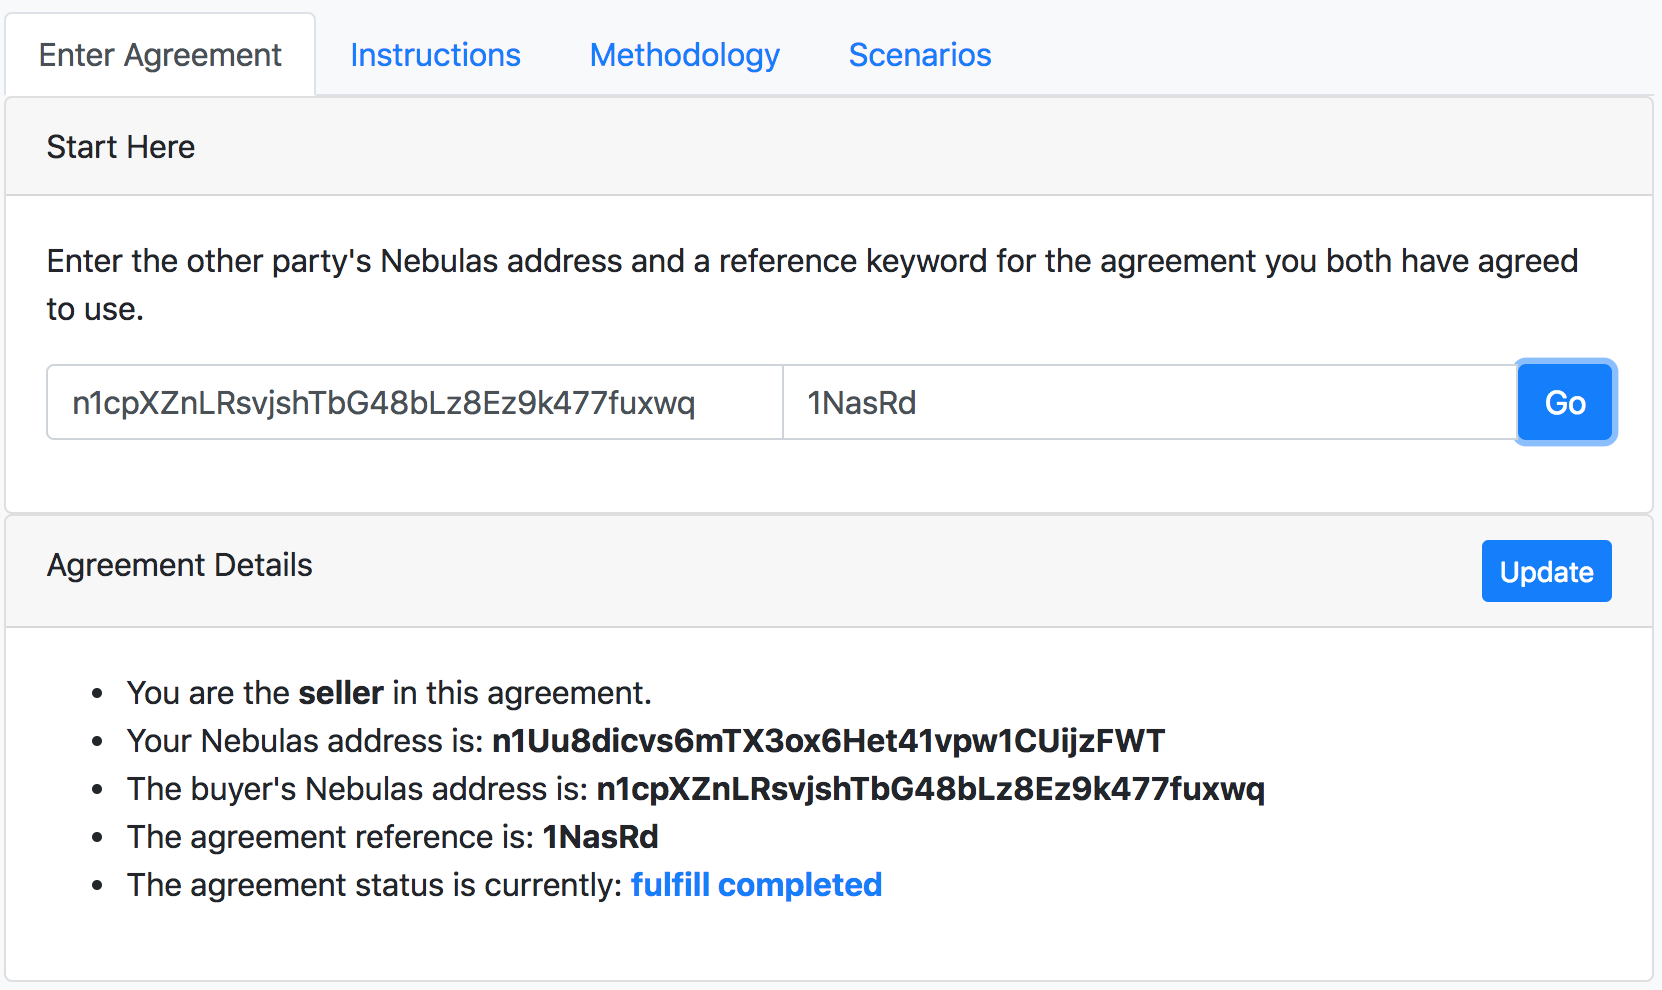 Enter Agreement Instructions Methodology Scenarios
Start Here
Enter the other party's Nebulas address and a reference keyword for the agreement you both have agreed
to use.
n1cpXZnLRsvjshTbG48bLz8Ez9k477fuxwq 1NasRd Go
Agreement Details Update
• You are the seller in this agreement.
• Your Nebulas address is: n1Uu8dicvs6mTX3ox6Het41vpw1CUijzFWT
• The buyer's Nebulas address is: n1cpXZnLRsvjshTbG48bLz8Ez9k477fuxwq
• The agreement reference is: 1NasRd
• The agreement status is currently: fulfill completed